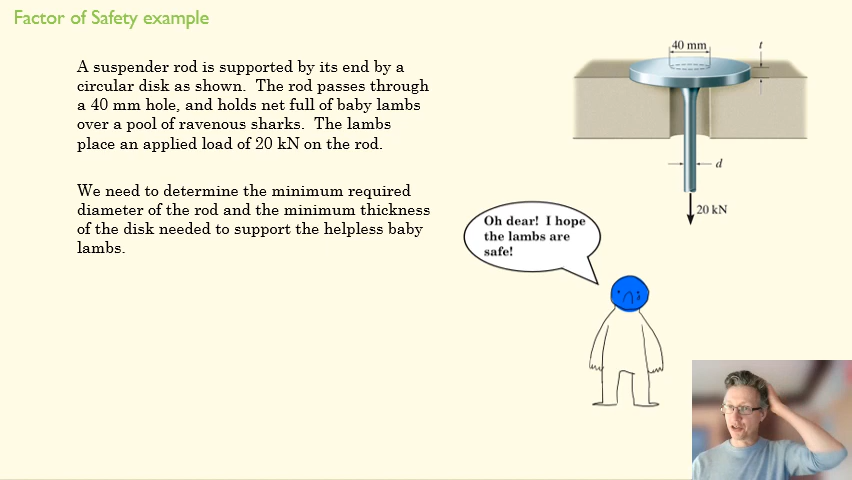 Factor of Safety example
A suspender rod is supported by its end by a
circular disk as shown.  The rod passes through
a 40 mm hole, and holds net full of baby lambs
over a pool of ravenous sharks.  The lambs
place an applied load of 20 kN on the rod.
We need to determine the minimum required
diameter of the rod and the minimum thickness
of the disk needed to support the helpless baby
lambs.
40 mm
t
d
20 kN
Oh dear!  I hope
the lambs are
safe!